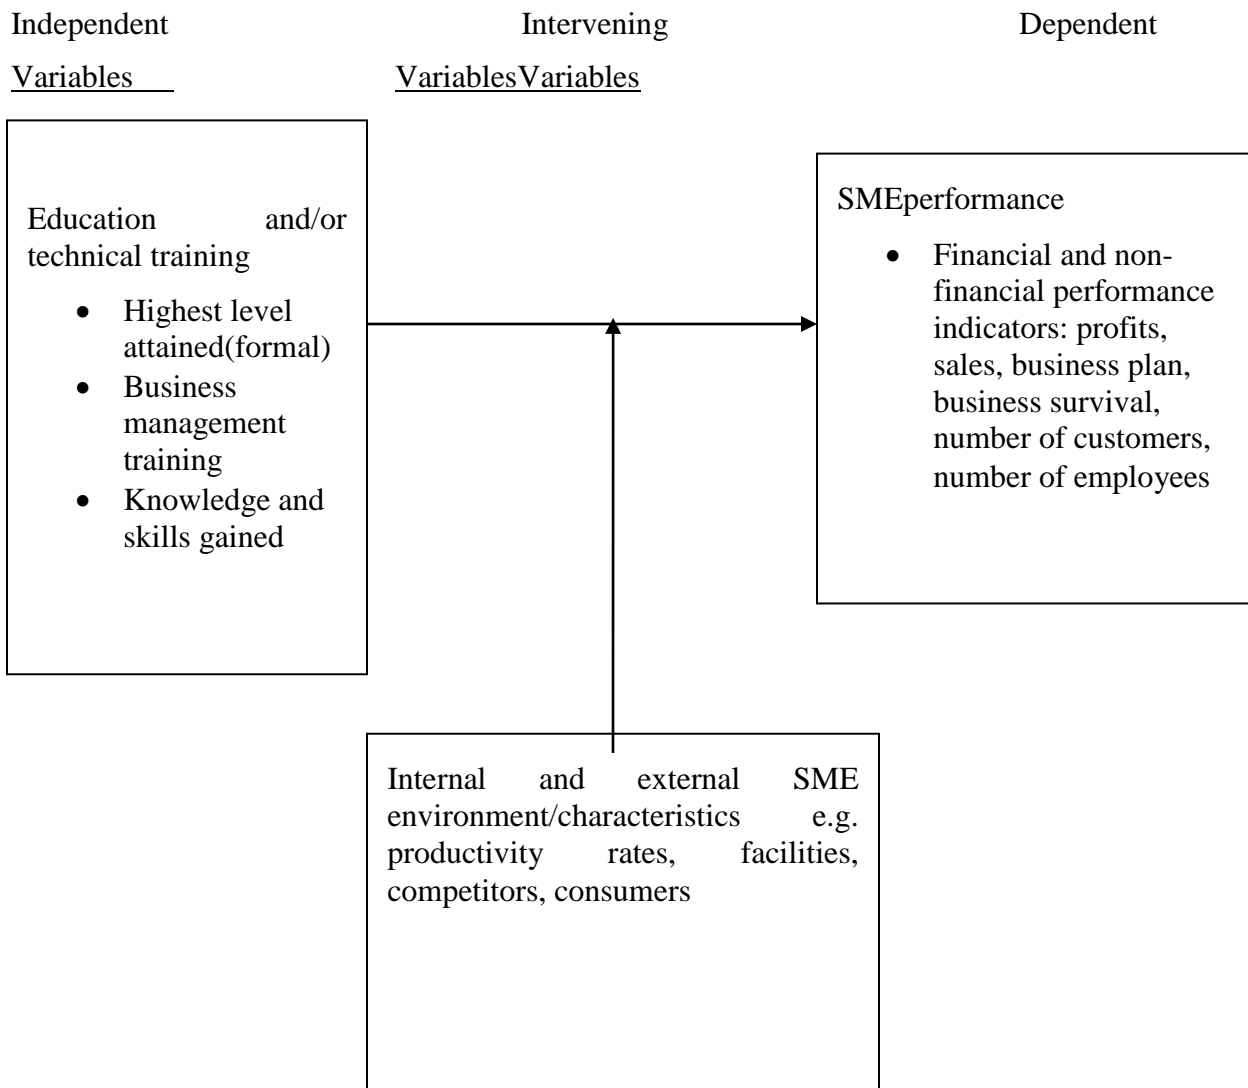 Independent Intervening Dependent
Variables VariablesVariables
Education and/or
technical training
• Highest level
attained(formal)
• Business
management
training
• Knowledge and
skills gained
SMEperformance
• Financial and non-
financial performance
indicators: profits,
sales, business plan,
business survival,
number of customers,
number of employees
Internal and external SME
environment/characteristics e.g.
productivity rates, facilities,
competitors, consumers